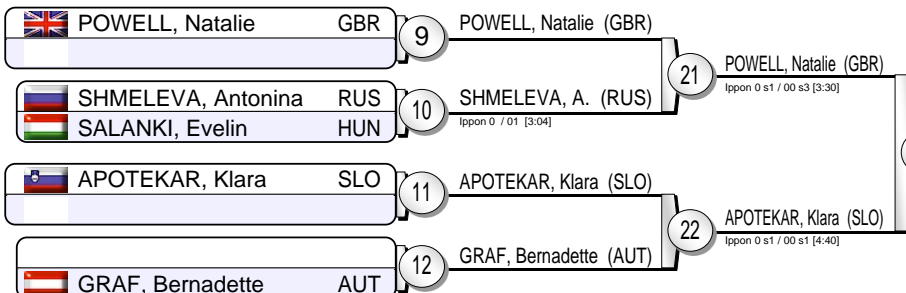 POWELL, Natalie GBR
9
POWELL, Natalie (GBR)
SHMELEVA, Antonina RUS
SALANKI, Evelin HUN
10
SHMELEVA, A. (RUS)
Ippon 0 / 01 [3:04]
21
POWELL, Natalie (GBR)
Ippon 0 s1 / 00 s3 [3:30]
APOTEKAR, Klara SLO
11
APOTEKAR, Klara (SLO)
GRAF, Bernadette AUT
12
GRAF, Bernadette (AUT)
22
APOTEKAR, Klara (SLO)
Ippon 0 s1 / 00 s1 [4:40]